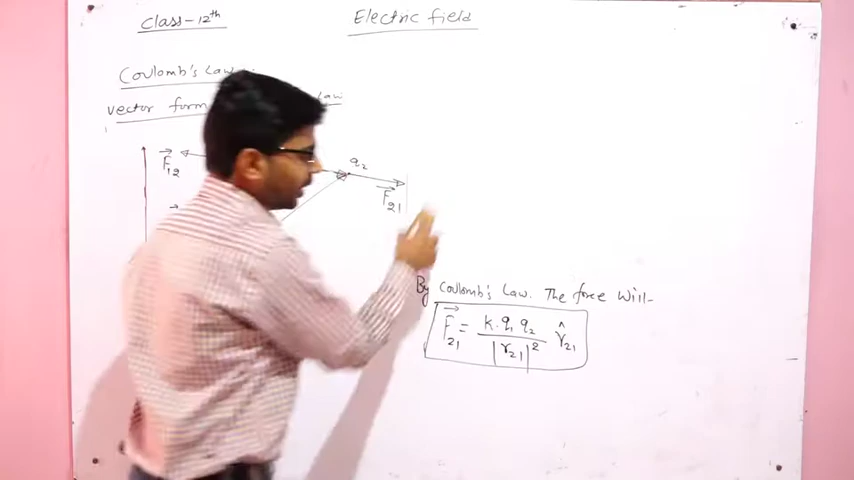 Class-12th
Electric field
Coulomb's Law
vector form Law
F12
q2
F21
By Coulomb's Law. The force Will-
F21 = K.q1 q2 / |r21|² r̂21